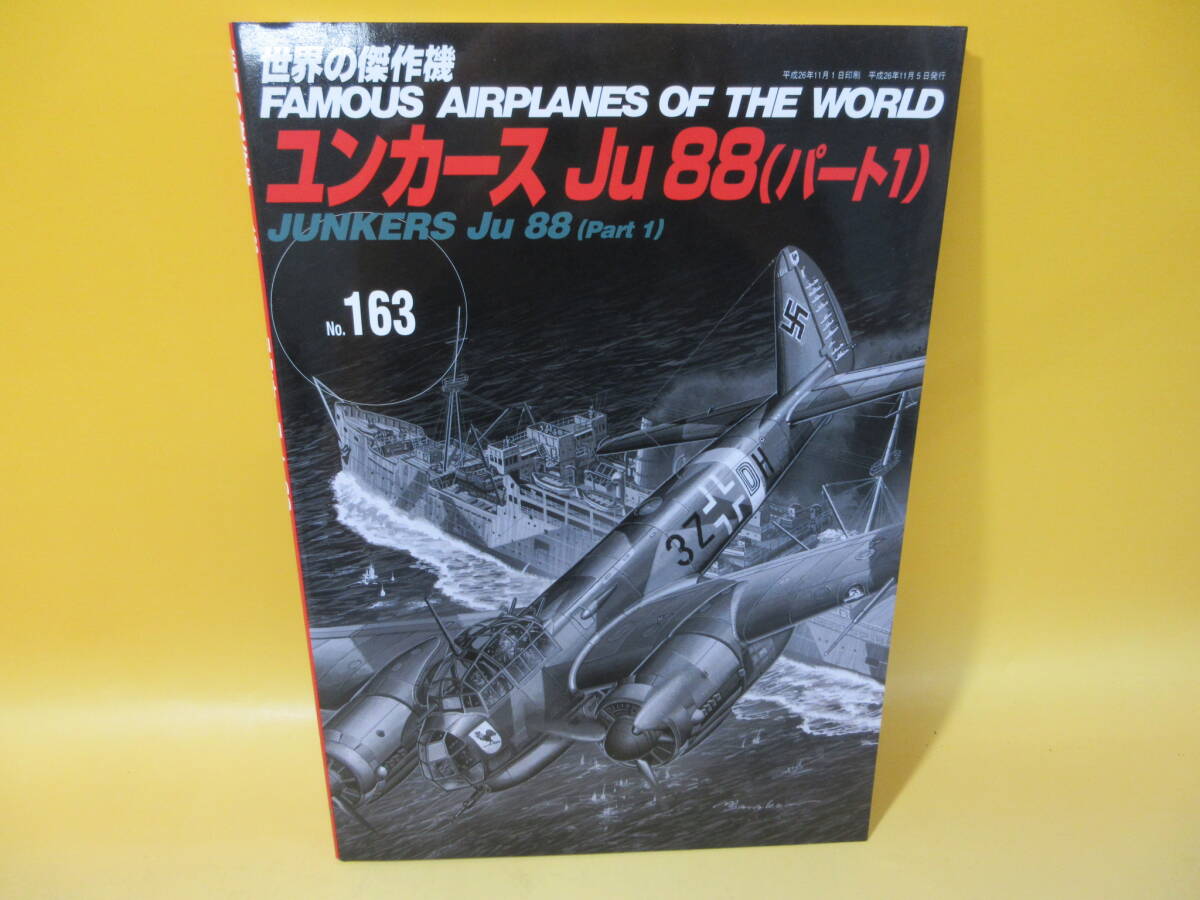 世界の傑作機
平成26年11月1日印刷 平成26年11月5日発行
FAMOUS AIRPLANES OF THE WORLD
ユンカース Ju 88 (パート1)
JUNKERS Ju 88 (Part 1)
No. 163
3Z DH